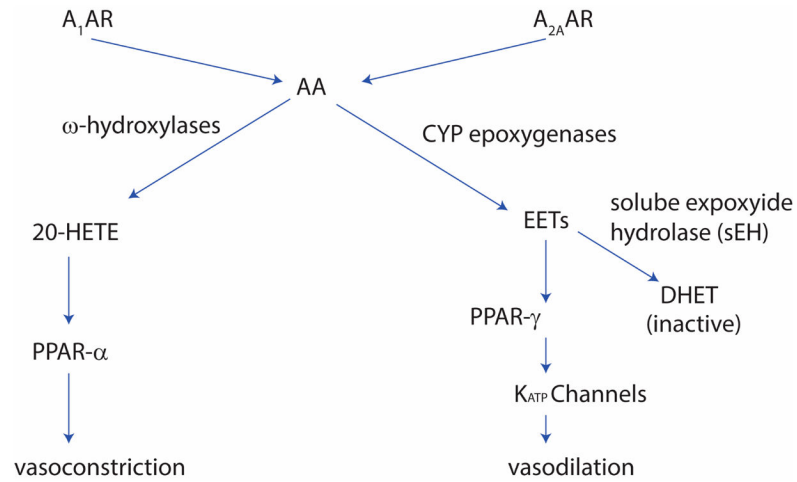 A1AR
A2AAR
AA
ω-hydroxylases
CYP epoxygenases
solube expoxyide
hydrolase (sEH)
20-HETE
EETs
DHET
(inactive)
PPAR-γ
PPAR-α
KATP Channels
vasoconstriction
vasodilation